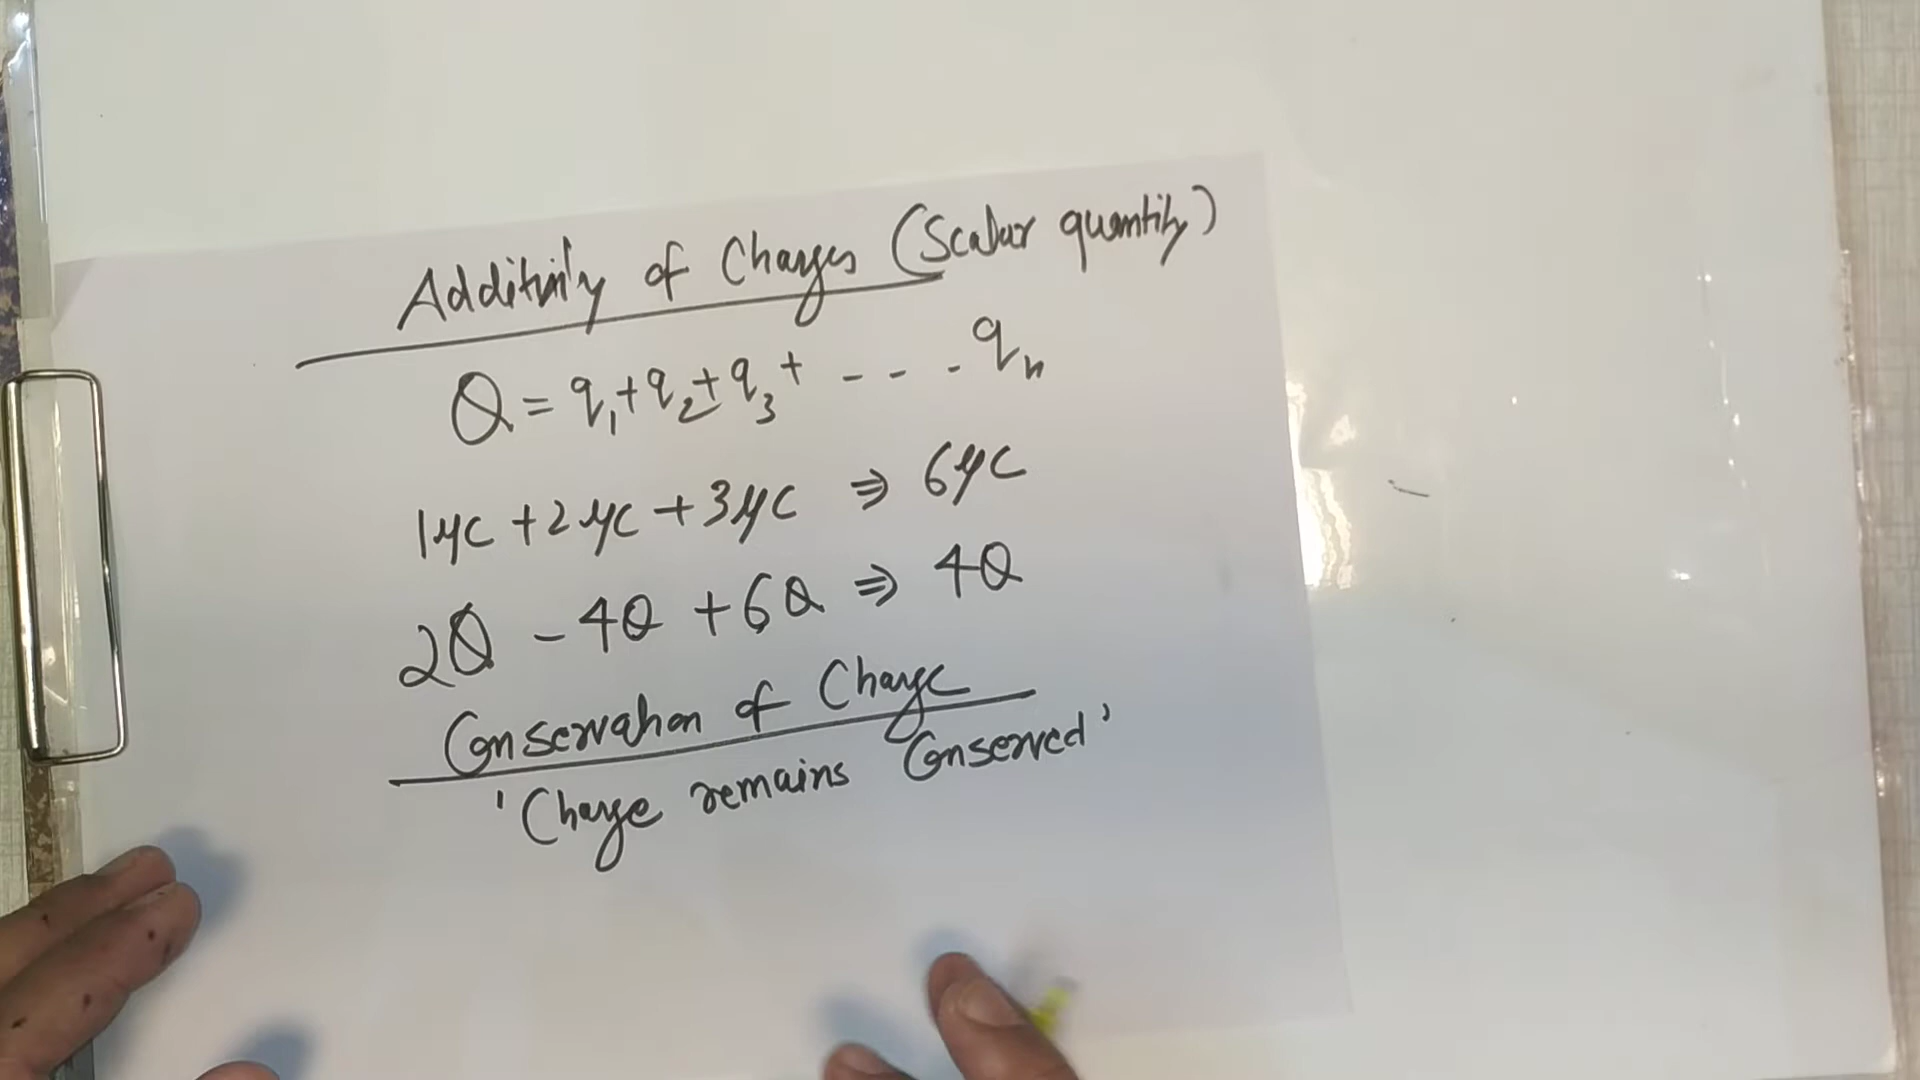 Additivity of Charges (Scalar quantity)
Q = q₁ + q₂ + q₃ + - - - - qₙ
1μC + 2μC + 3μC ⇒ 6μC
2Q - 4Q + 6Q ⇒ 4Q
Conservation of Charge
'Charge remains Conserved'